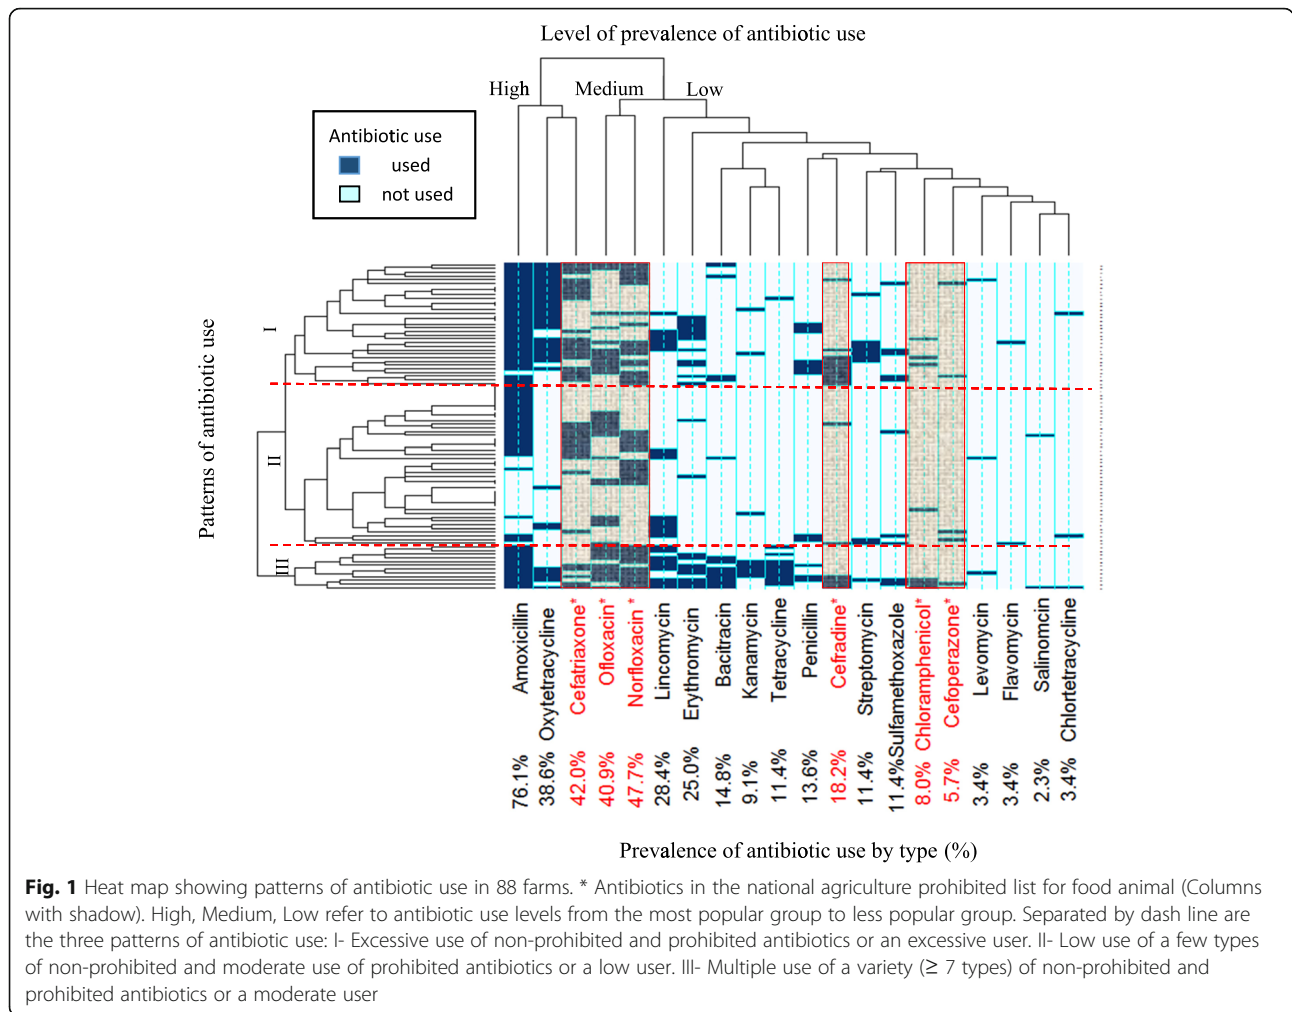 Level of prevalence of antibiotic use
High
Medium
Low
Antibiotic use
used
not used
Patterns of antibiotic use
I
II
III
Amoxicillin
Oxytetracycline
Cefatriaxone*
Ofloxacin*
Norfloxacin*
Lincomycin
Erythromycin
Bacitracin
Kanamycin
Tetracycline
Penicillin
Cefradine*
Streptomycin
Sulfamethoxazole
Chloramphenicol*
Cefoperazone*
Levomycin
Flavomycin
Salinomcin
Chlortetracycline
76.1%
38.6%
42.0%
40.9%
47.7%
28.4%
25.0%
14.8%
9.1%
11.4%
13.6%
18.2%
11.4%
11.4%
8.0%
5.7%
3.4%
3.4%
2.3%
3.4%
Prevalence of antibiotic use by type (%)
Fig. 1 Heat map showing patterns of antibiotic use in 88 farms. * Antibiotics in the national agriculture prohibited list for food animal (Columns
with shadow). High, Medium, Low refer to antibiotic use levels from the most popular group to less popular group. Separated by dash line are
the three patterns of antibiotic use: I- Excessive use of non-prohibited and prohibited antibiotics or an excessive user. II- Low use of a few types
of non-prohibited and moderate use of prohibited antibiotics or a low user. III- Multiple use of a variety (≥ 7 types) of non-prohibited and
prohibited antibiotics or a moderate user